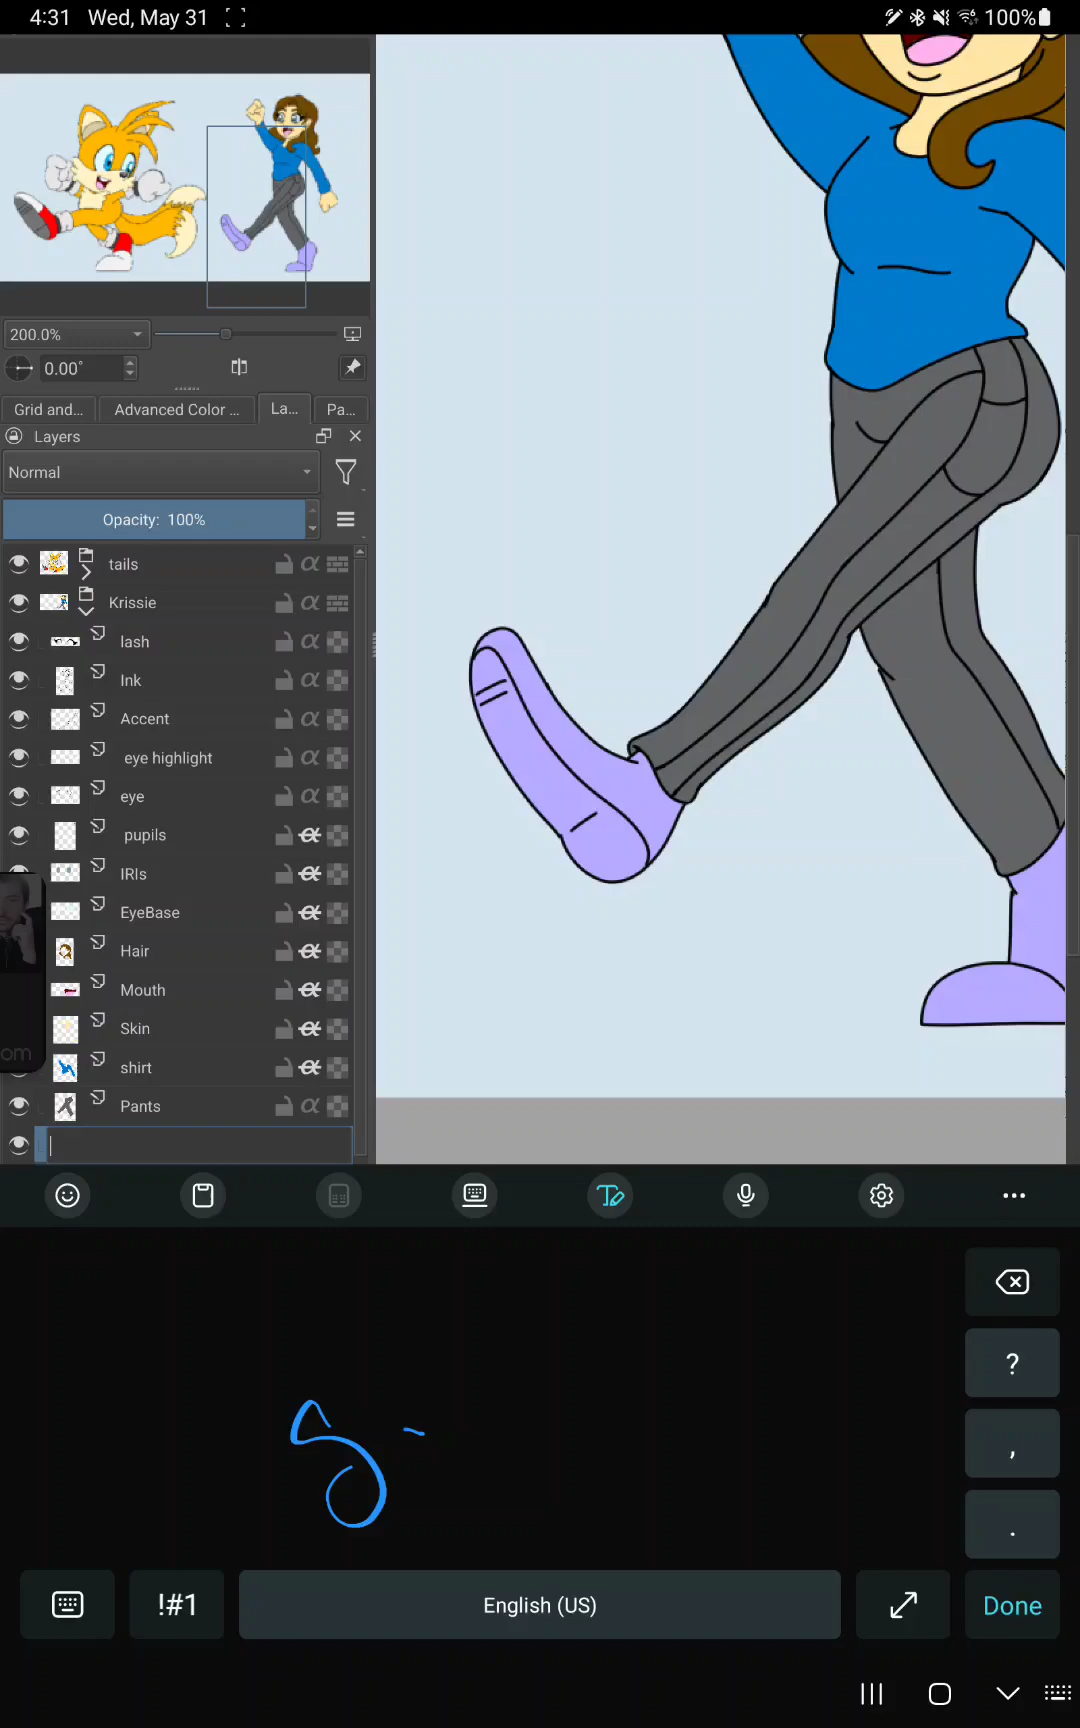 4:31 Wed, May 31 100%
200.0%
0.00°
Grid and... Advanced Color ... La... Pa...
Layers
Normal
Opacity: 100%
tails
Krissie
lash
Ink
Accent
eye highlight
eye
pupils
IRIs
EyeBase
Hair
Mouth
Skin
om
shirt
Pants
?
S
,
.
!#1 English (US) Done